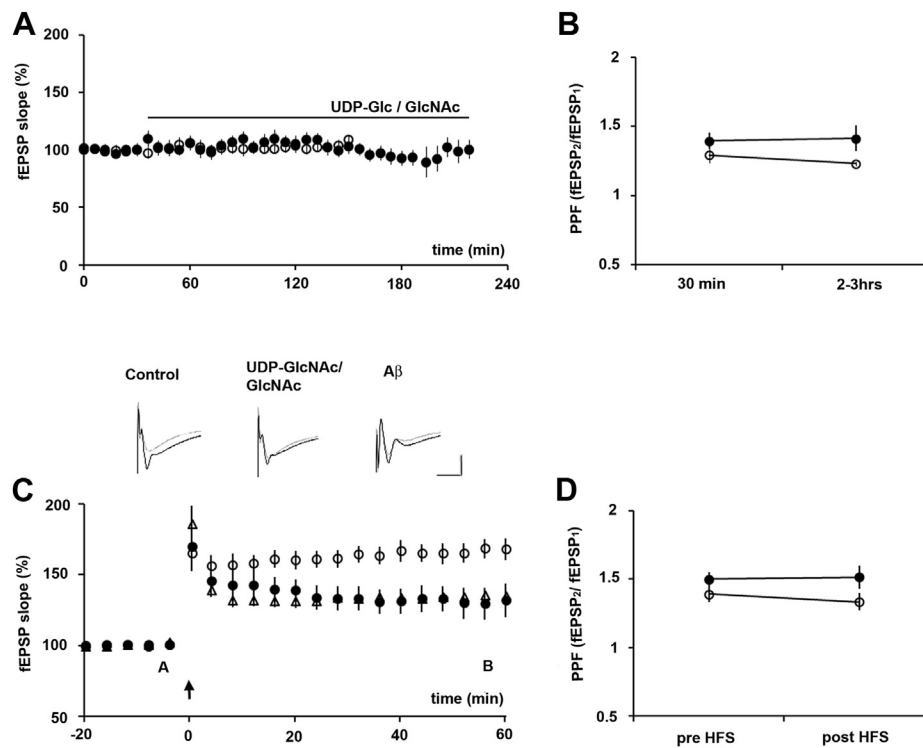 A
fEPSP slope (%)
200
150
100
50
0
UDP-Glc / GlcNAc
time (min)
0
60
120
180
240
B
PPF (fEPSP2/fEPSP1)
2
1.5
1
0.5
30 min
2-3hrs
Control
UDP-GlcNAc/
GlcNAc
Aβ
C
fEPSP slope (%)
200
150
100
50
A
B
time (min)
-20
0
20
40
60
D
PPF (fEPSP2/ fEPSP1)
2
1.5
1
0.5
pre HFS
post HFS